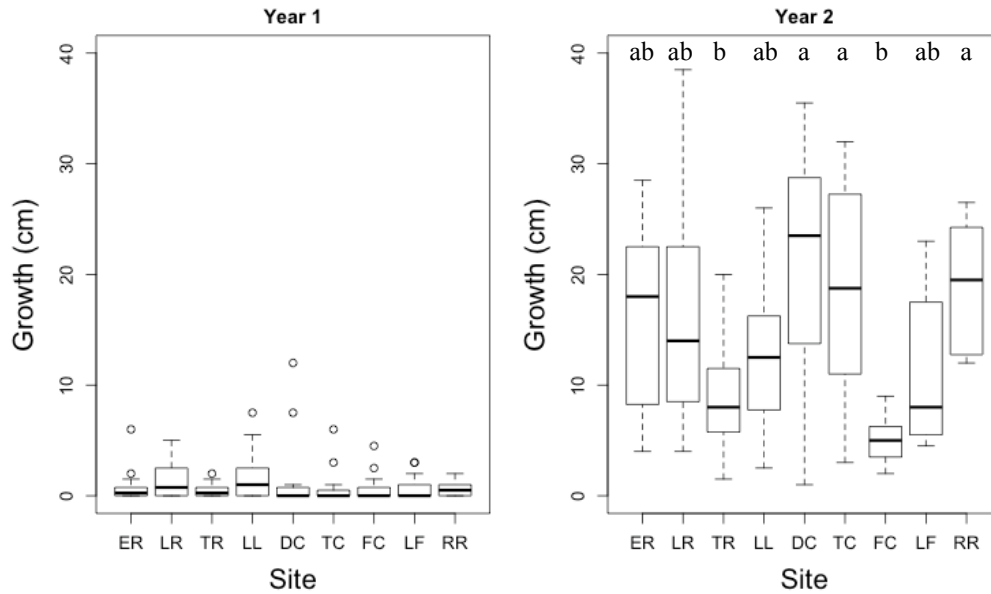 Year 1
Growth (cm)
40
30
20
10
0
ER LR TR LL DC TC FC LF RR
Site
Year 2
ab ab b ab a a b ab a
Growth (cm)
40
30
20
10
0
ER LR TR LL DC TC FC LF RR
Site